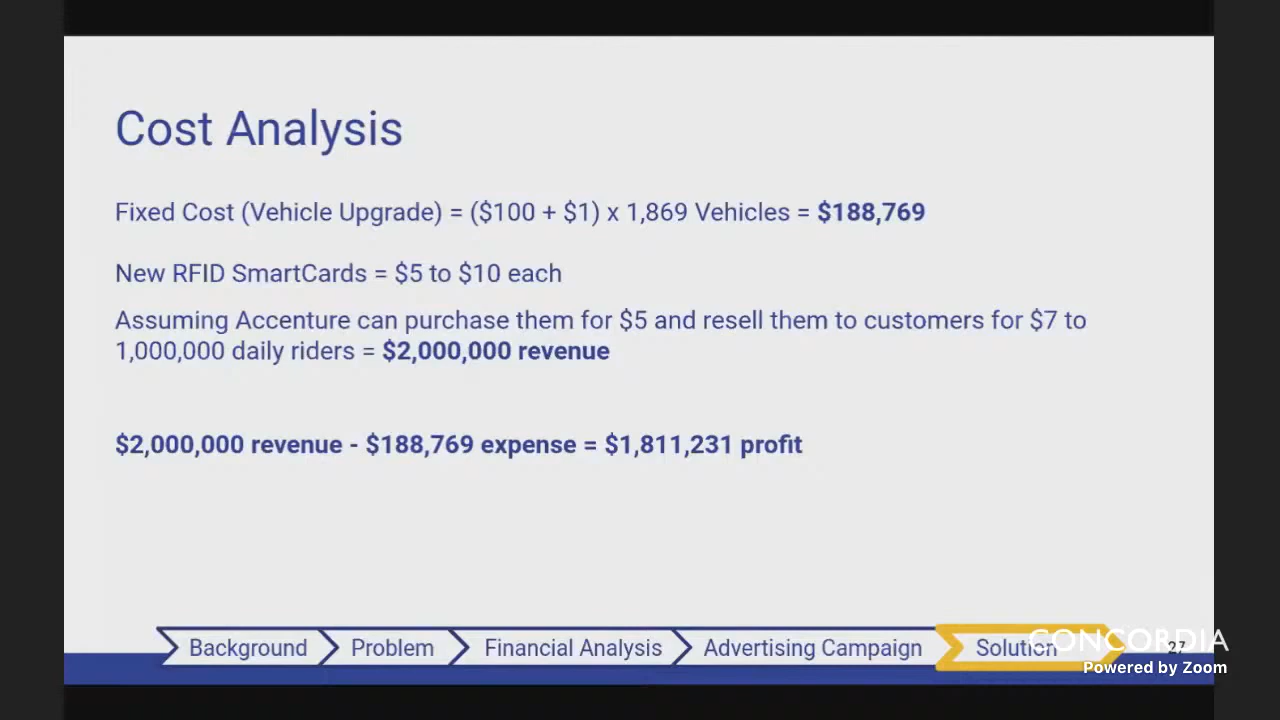 Cost Analysis
Fixed Cost (Vehicle Upgrade) = ($100 + $1) x 1,869 Vehicles = $188,769
New RFID SmartCards = $5 to $10 each
Assuming Accenture can purchase them for $5 and resell them to customers for $7 to
1,000,000 daily riders = $2,000,000 revenue
$2,000,000 revenue - $188,769 expense = $1,811,231 profit
Background Problem Financial Analysis Advertising Campaign Solution 27
CONCORDIA
Powered by Zoom